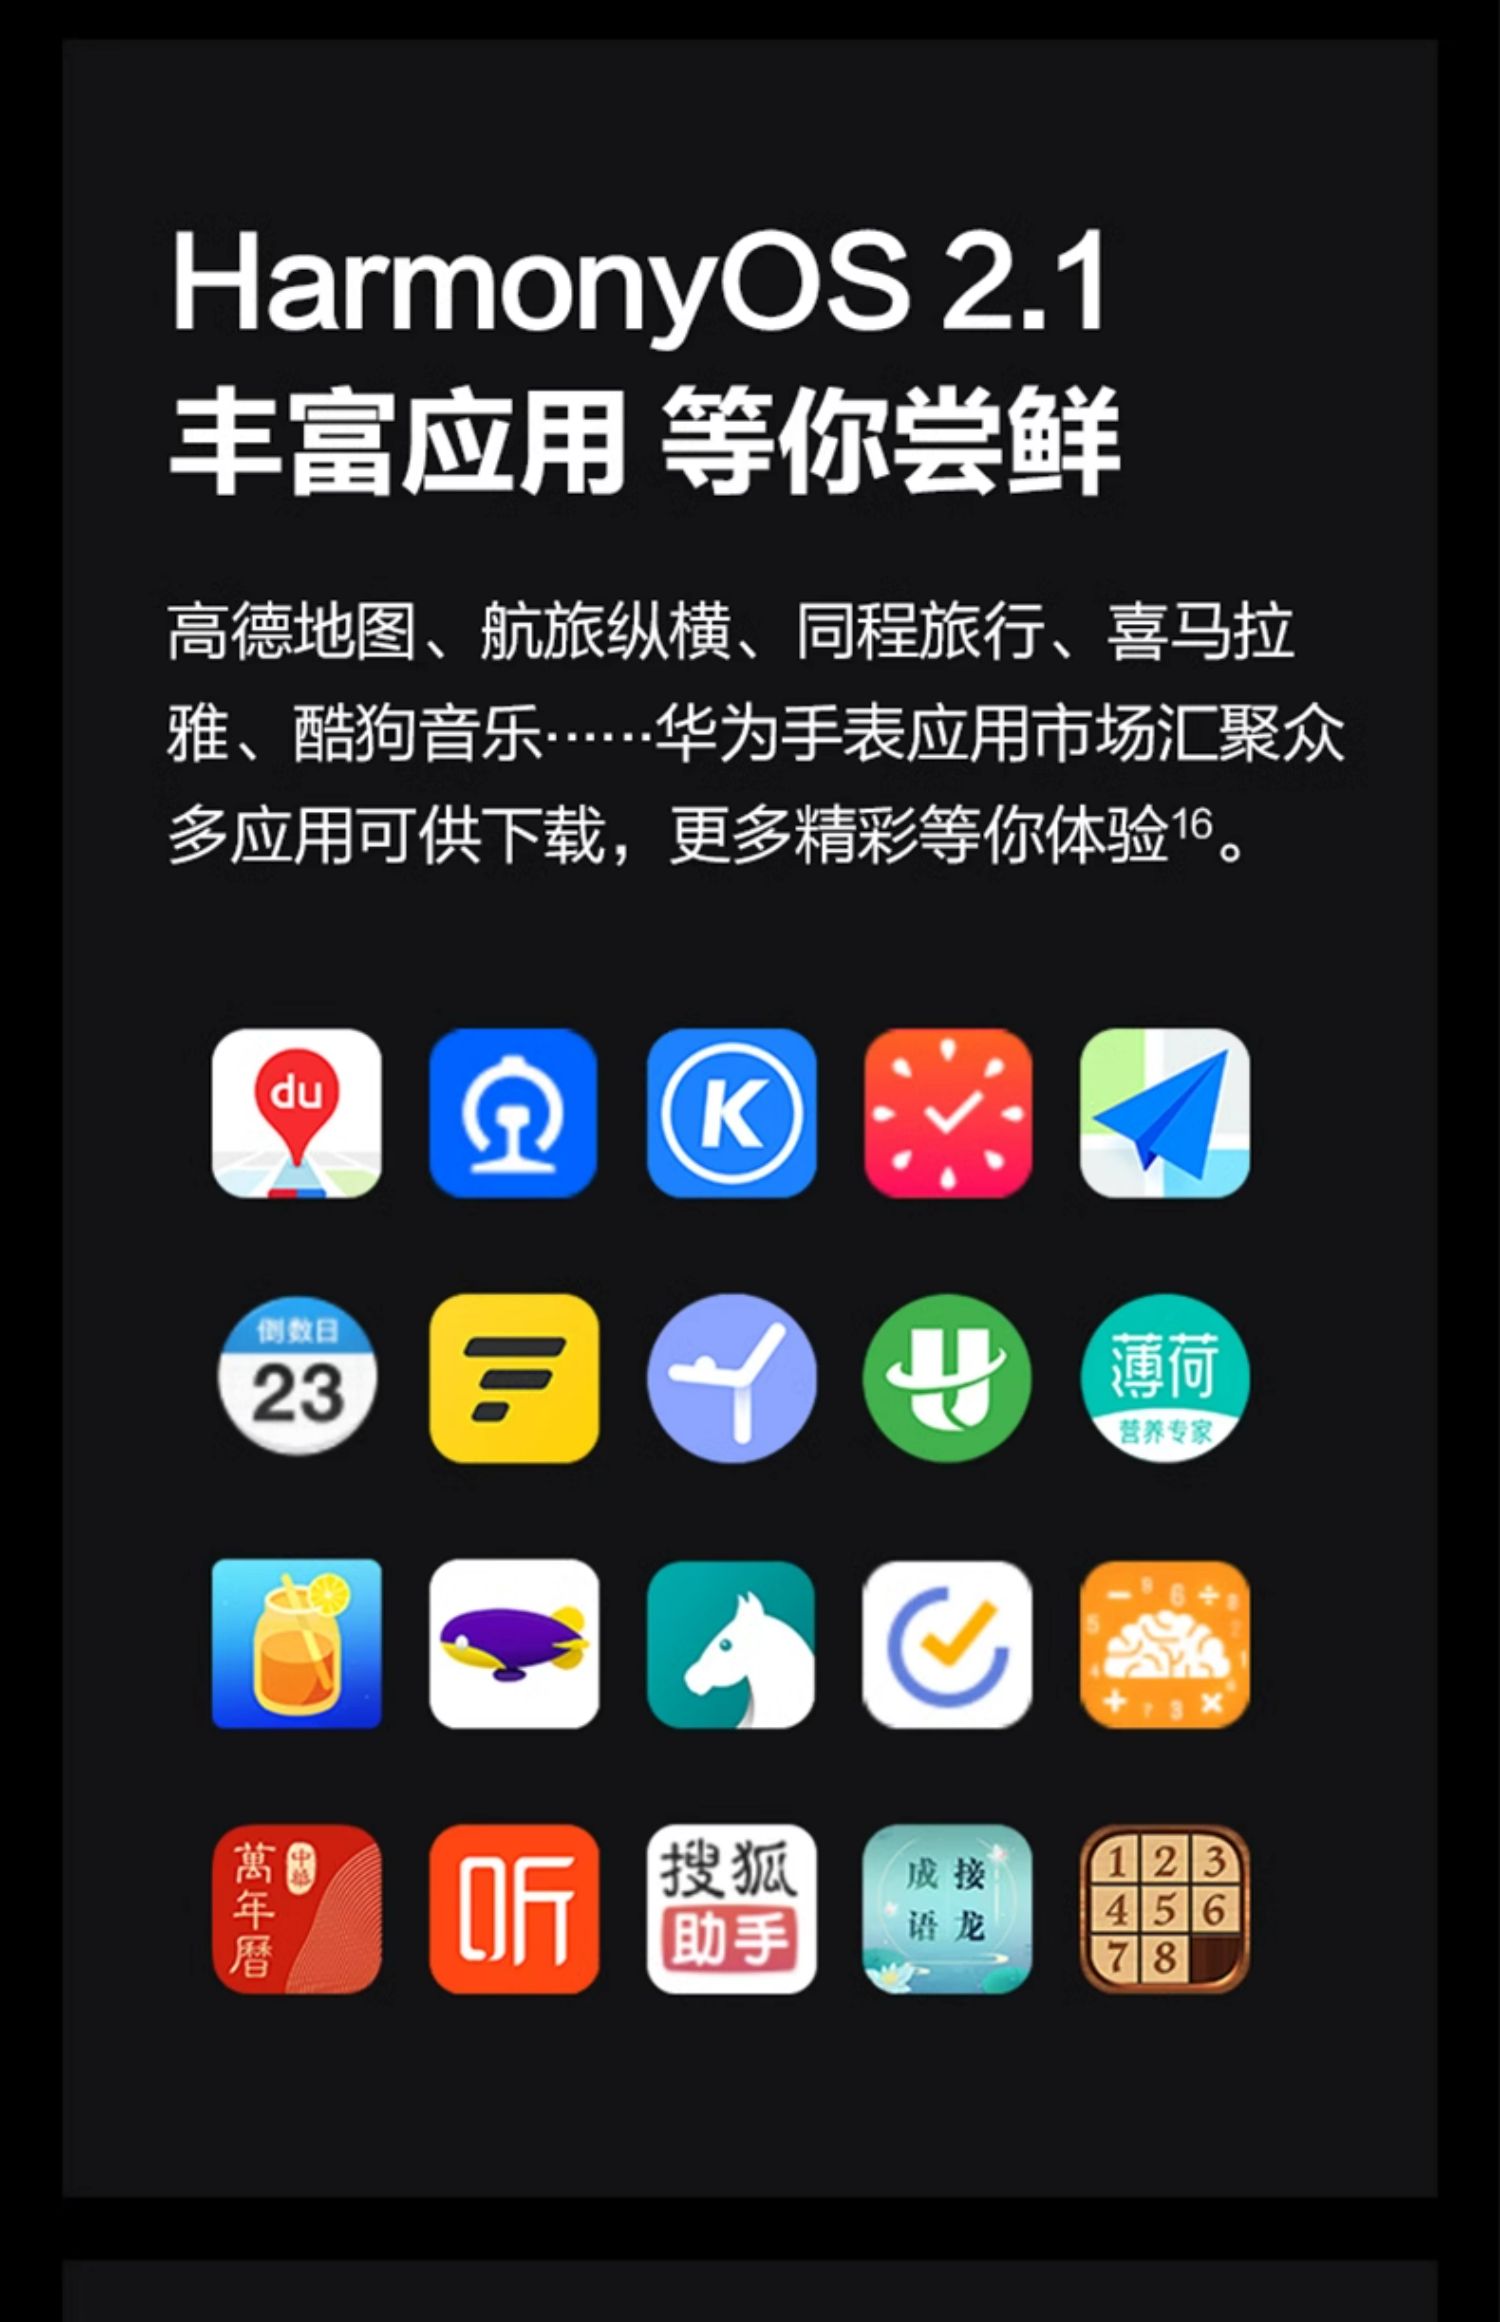 HarmonyOS 2.1
丰富应用 等你尝鲜
高德地图、航旅纵横、同程旅行、喜马拉
雅、酷狗音乐……华为手表应用市场汇聚众
多应用可供下载，更多精彩等你体验16。
du
K
倒数日
23
薄荷
营养专家
萬年曆
中華
听
搜狐
助手
成语
接龙
1 2 3
4 5 6
7 8